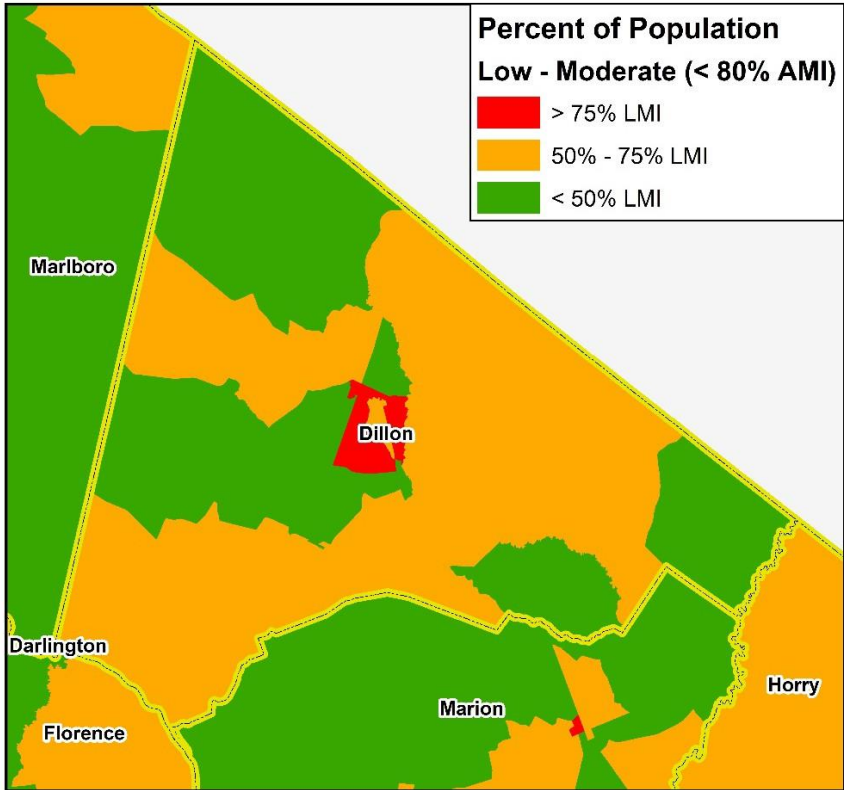 Percent of Population
Low - Moderate (< 80% AMI)
> 75% LMI
50% - 75% LMI
< 50% LMI
Marlboro
Dillon
Darlington
Florence
Marion
Horry